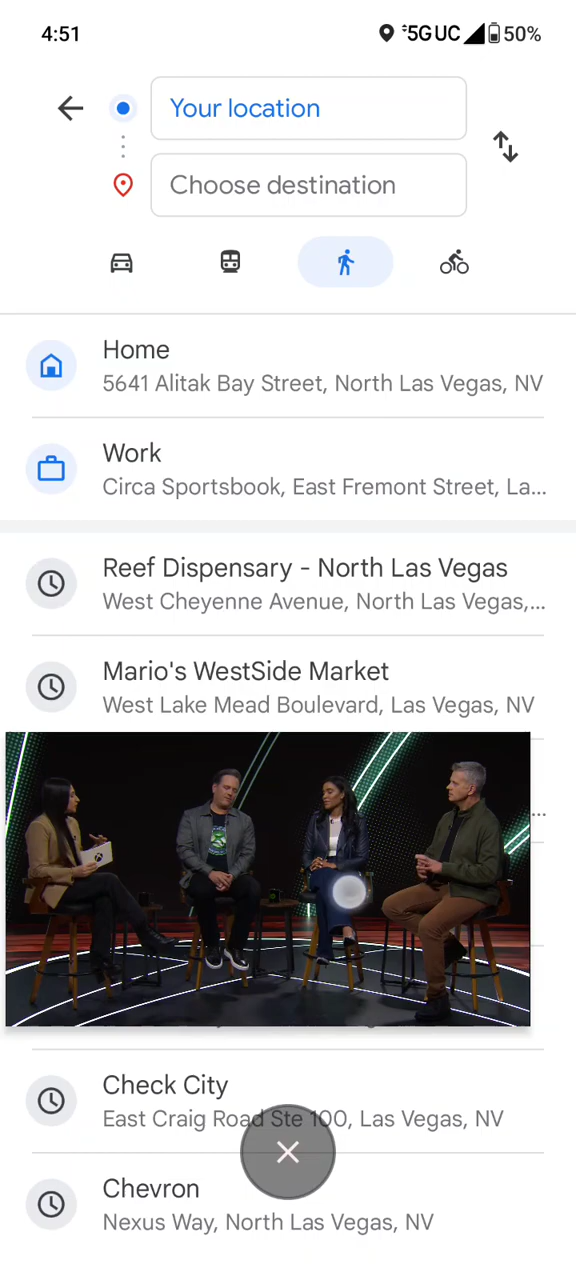 4:51
5G UC
50%
Your location
Choose destination
Home
5641 Alitak Bay Street, North Las Vegas, NV
Work
Circa Sportsbook, East Fremont Street, La...
Reef Dispensary - North Las Vegas
West Cheyenne Avenue, North Las Vegas,...
Mario's WestSide Market
West Lake Mead Boulevard, Las Vegas, NV
...
Check City
East Craig Road Ste 100, Las Vegas, NV
Chevron
Nexus Way, North Las Vegas, NV